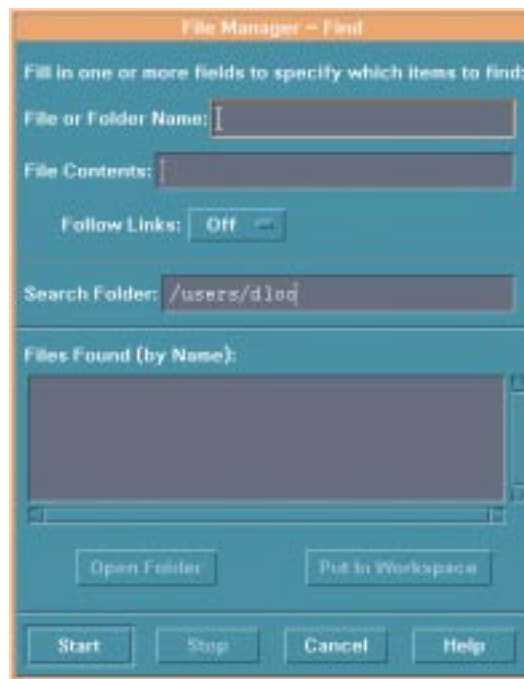 File Manager - Find
Fill in one or more fields to specify which items to find:
File or Folder Name:
File Contents:
Follow Links: Off
Search Folder: /users/dloc
Files Found (by Name):
Open Folder Put In Workspace
Start Stop Cancel Help